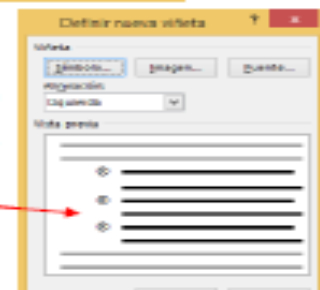 Definir nueva viñeta
?
Viñeta
Símbolo... Imagen... Fuente...
Alineación:
Izquierda
Vista previa